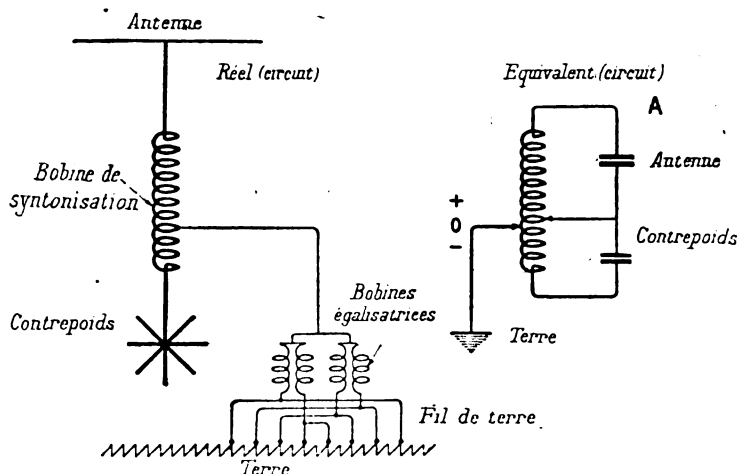 Antenne
Réel (circuit)
Bobine de
syntonisation
Contrepoids
Bobines
égalisatrices
Fil de terre
Terre
Equivalent (circuit)
A
Antenne
+
0
-
Contrepoids
Terre